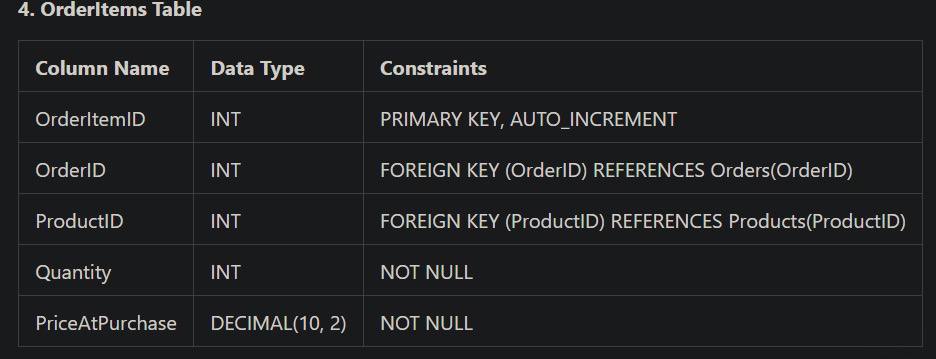 4. OrderItems Table
Column Name Data Type Constraints
OrderItemID INT PRIMARY KEY, AUTO_INCREMENT
OrderID INT FOREIGN KEY (OrderID) REFERENCES Orders(OrderID)
ProductID INT FOREIGN KEY (ProductID) REFERENCES Products(ProductID)
Quantity INT NOT NULL
PriceAtPurchase DECIMAL(10, 2) NOT NULL